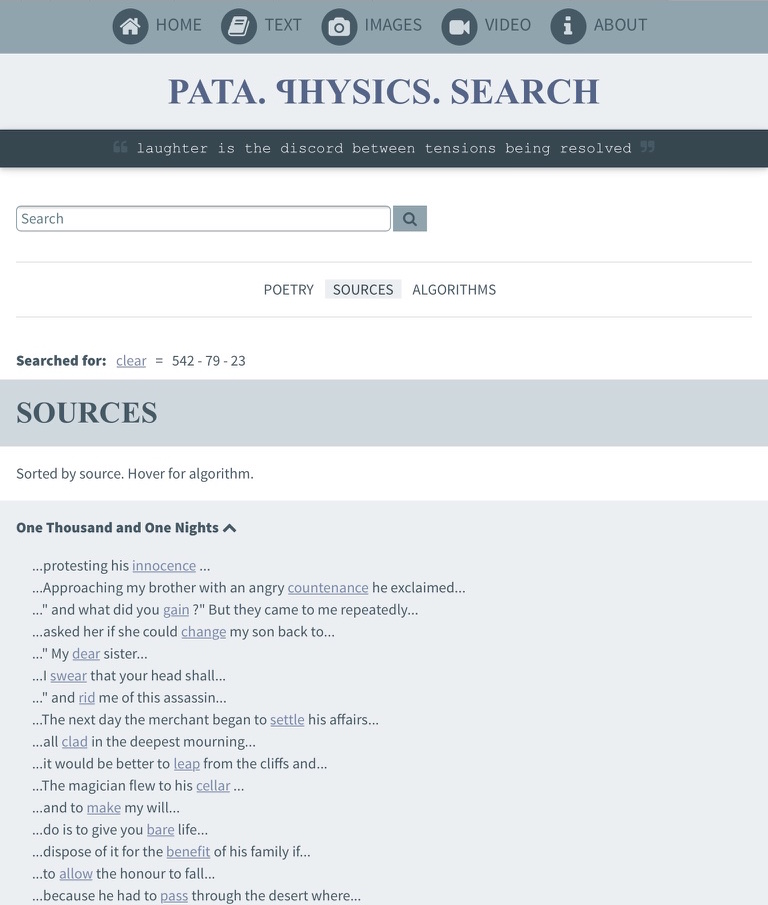 HOME TEXT IMAGES VIDEO ABOUT
PATA. ꟼHYSICS. SEARCH
“ laughter is the discord between tensions being resolved ”
Search
POETRY SOURCES ALGORITHMS
Searched for: clear = 542 - 79 - 23
SOURCES
Sorted by source. Hover for algorithm.
One Thousand and One Nights
...protesting his innocence ...
...Approaching my brother with an angry countenance he exclaimed...
..." and what did you gain ?" But they came to me repeatedly...
...asked her if she could change my son back to...
..." My dear sister...
...I swear that your head shall...
..." and rid me of this assassin...
...The next day the merchant began to settle his affairs...
...all clad in the deepest mourning...
...it would be better to leap from the cliffs and...
...The magician flew to his cellar ...
...and to make my will...
...do is to give you bare life...
...dispose of it for the benefit of his family if...
...to allow the honour to fall...
...because he had to pass through the desert where...